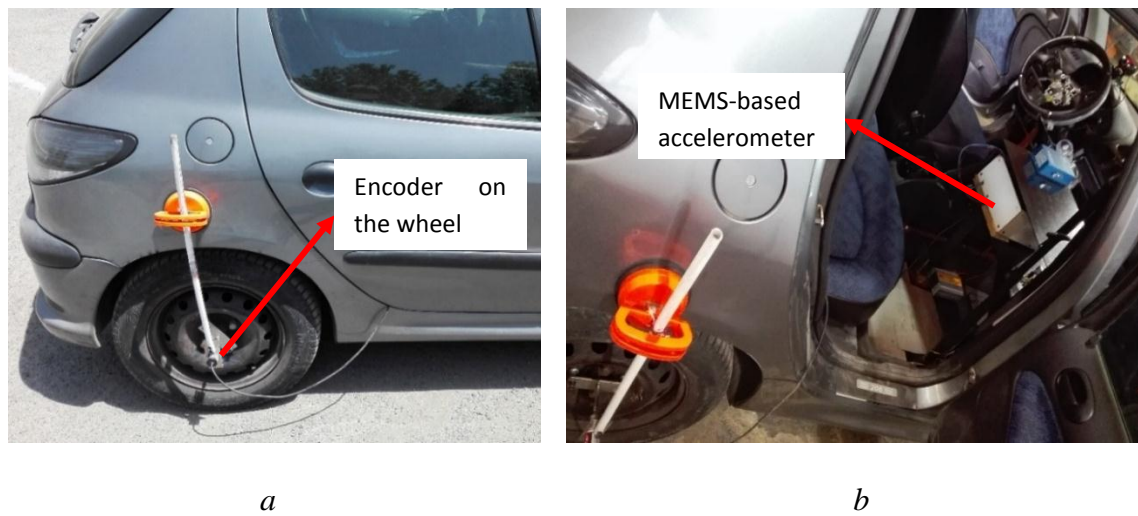 Encoder on
the wheel
MEMS-based
accelerometer
a
b